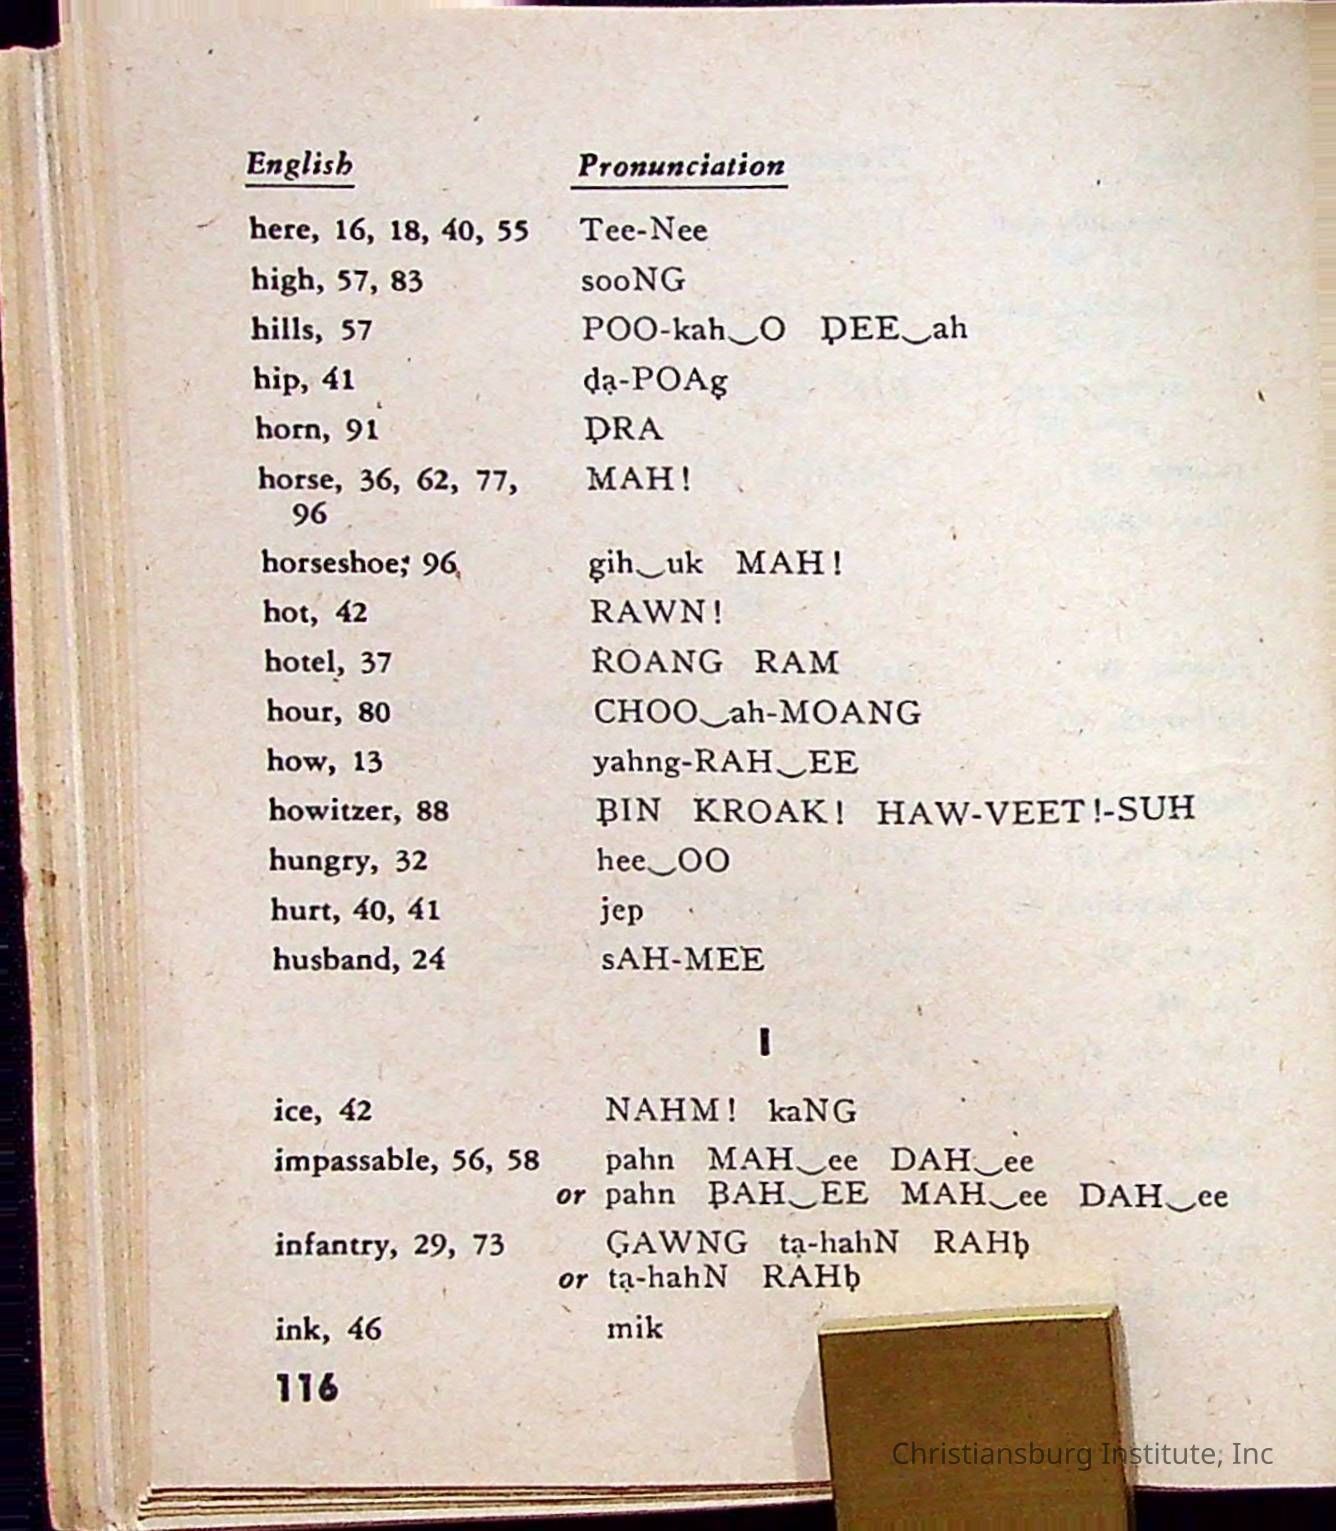 English Pronunciation
here, 16, 18, 40, 55 Tee-Nee
high, 57, 83 sooNG
hills, 57 POO-kah‿O ḌEE‿ah
hip, 41 ḍạ-POAg̣
horn, 91 ḌRA
horse, 36, 62, 77, MAH!
96
horseshoe, 96 g̣ih‿uk MAH!
hot, 42 RAWN!
hotel, 37 ROANG RAM
hour, 80 CHOO‿ah-MOANG
how, 13 yahng-RAH‿EE
howitzer, 88 ḄIN KROAK! HAW-VEET!-SUH
hungry, 32 hee‿OO
hurt, 40, 41 jep
husband, 24 sAH-MEE
I
ice, 42 NAHM! kaNG
impassable, 56, 58 pahn MAH‿ee DAH‿ee
or pahn ḄAH‿EE MAH‿ee DAH‿ee
infantry, 29, 73 G̣AWNG tạ-hahN RAHḅ
or tạ-hahN RAHḅ
ink, 46 mik
116
Christiansburg Institute, Inc